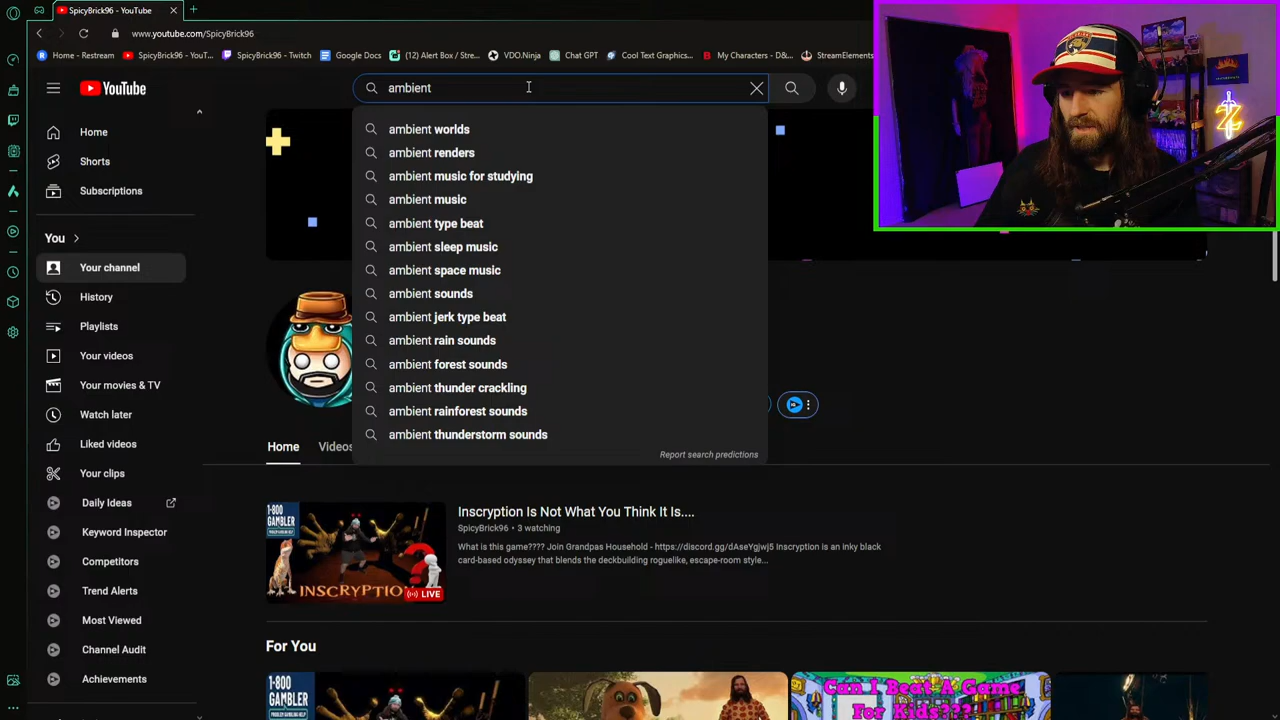 SpicyBrick96 - YouTube
www.youtube.com/SpicyBrick96
Home - Restream
SpicyBrick96 - YouT...
SpicyBrick96 - Twitch
Google Docs
(12) Alert Box / Stre...
VDO.Ninja
Chat GPT
Cool Text Graphics...
My Characters - D&...
StreamElements
YouTube
ambient
Home
Shorts
Subscriptions
You
Your channel
History
Playlists
Your videos
Your movies & TV
Watch later
Liked videos
Your clips
Daily Ideas
Keyword Inspector
Competitors
Trend Alerts
Most Viewed
Channel Audit
Achievements
ambient worlds
ambient renders
ambient music for studying
ambient music
ambient type beat
ambient sleep music
ambient space music
ambient sounds
ambient jerk type beat
ambient rain sounds
ambient forest sounds
ambient thunder crackling
ambient rainforest sounds
ambient thunderstorm sounds
Report search predictions
Home
Videos
1-800
GAMBLER
INSCRYPTIO
LIVE
Inscryption Is Not What You Think It Is....
SpicyBrick96 • 3 watching
What is this game???? Join Grandpas Household - https://discord.gg/dAseYgjwj5 Inscryption is an inky black
card-based odyssey that blends the deckbuilding roguelike, escape-room style...
For You
1-800
GAMBLER
Can I Beat A Game
For Kids???